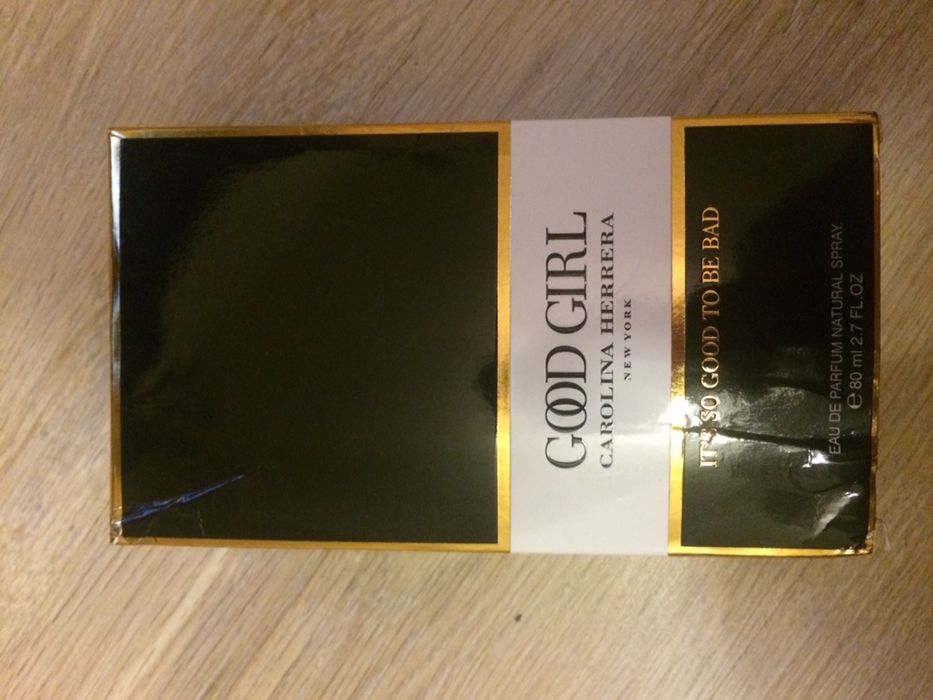 GOOD GIRL
CAROLINA HERRERA
NEW YORK
IT'S SO GOOD TO BE BAD
EAU DE PARFUM NATURAL SPRAY
℮ 80 ml 2.7 FL.OZ